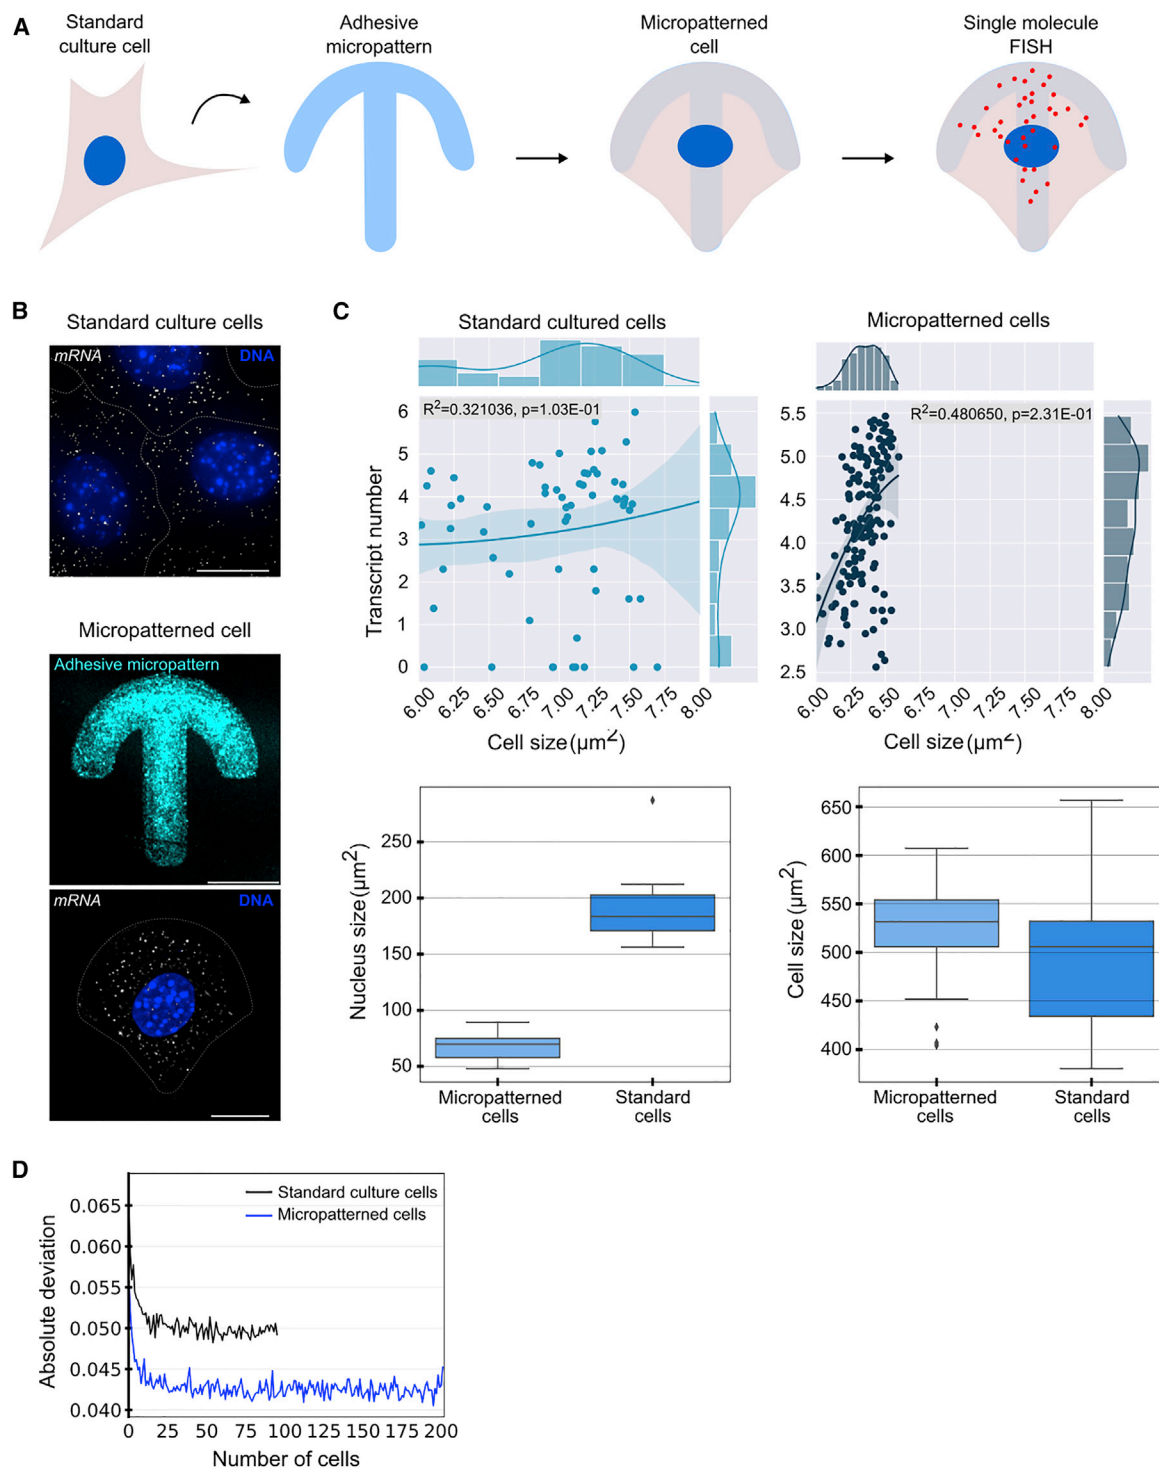 A
Standard
culture cell
Adhesive
micropattern
Micropatterned
cell
Single molecule
FISH
B
Standard culture cells
mRNA DNA
Micropatterned cell
Adhesive micropattern
mRNA DNA
C
Standard cultured cells
R²=0.321036, p=1.03E-01
Transcript number
6
5
4
3
2
1
0
6.00 6.25 6.50 6.75 7.00 7.25 7.50 7.75 8.00
Cell size (µm²)
Micropatterned cells
R²=0.480650, p=2.31E-01
5.5
5.0
4.5
4.0
3.5
3.0
2.5
6.00 6.25 6.50 6.75 7.00 7.25 7.50 7.75 8.00
Cell size (µm²)
Nucleus size (µm²)
250
200
150
100
50
Micropatterned
cells
Standard
cells
Cell size (µm²)
650
600
550
500
450
400
Micropatterned
cells
Standard
cells
D
Standard culture cells
Micropatterned cells
Absolute deviation
0.065
0.060
0.055
0.050
0.045
0.040
0 25 50 75 100 125 150 175 200
Number of cells